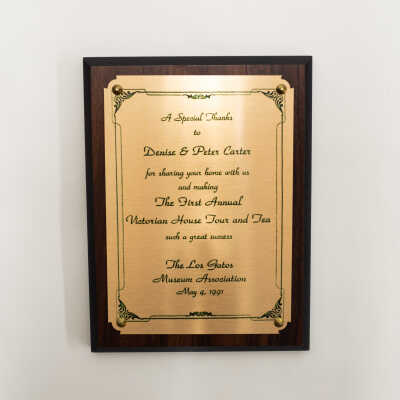 A Special Thanks
to
Denise & Peter Carter
for sharing your home with us
and making
The First Annual
Victorian House Tour and Tea
such a great success
The Los Gatos
Museum Association
May 9, 1991